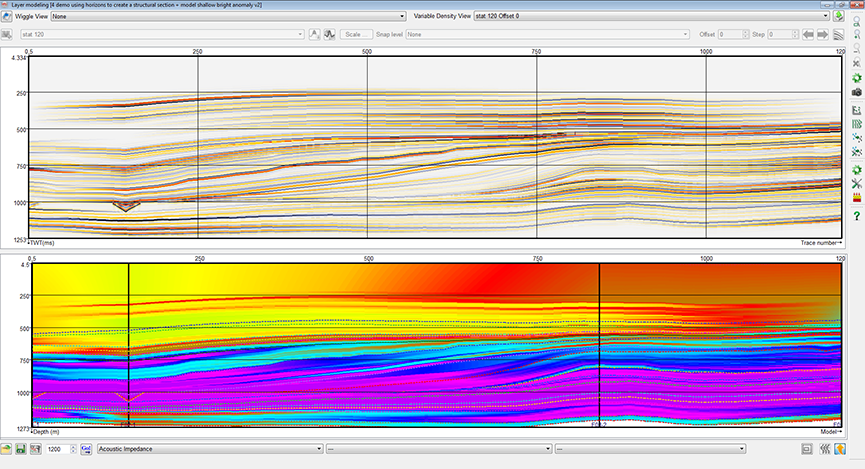 Layer modeling [4 demo using horizons to create a structural section + model shallow bright anomaly v2]
Wiggle View None Variable Density View stat 120 Offset 0
stat 120 Scale ... Snap level None Offset 0 Step 0
0,5 250 500 750 1000 120
4.334
250
500
750
1000
1253
TWT(ms) Trace number
0,5 250 500 750 1000 120
4.5
250
500
750
1000
1273
Depth (m) Model
1200 Go! Acoustic Impedance --- ---